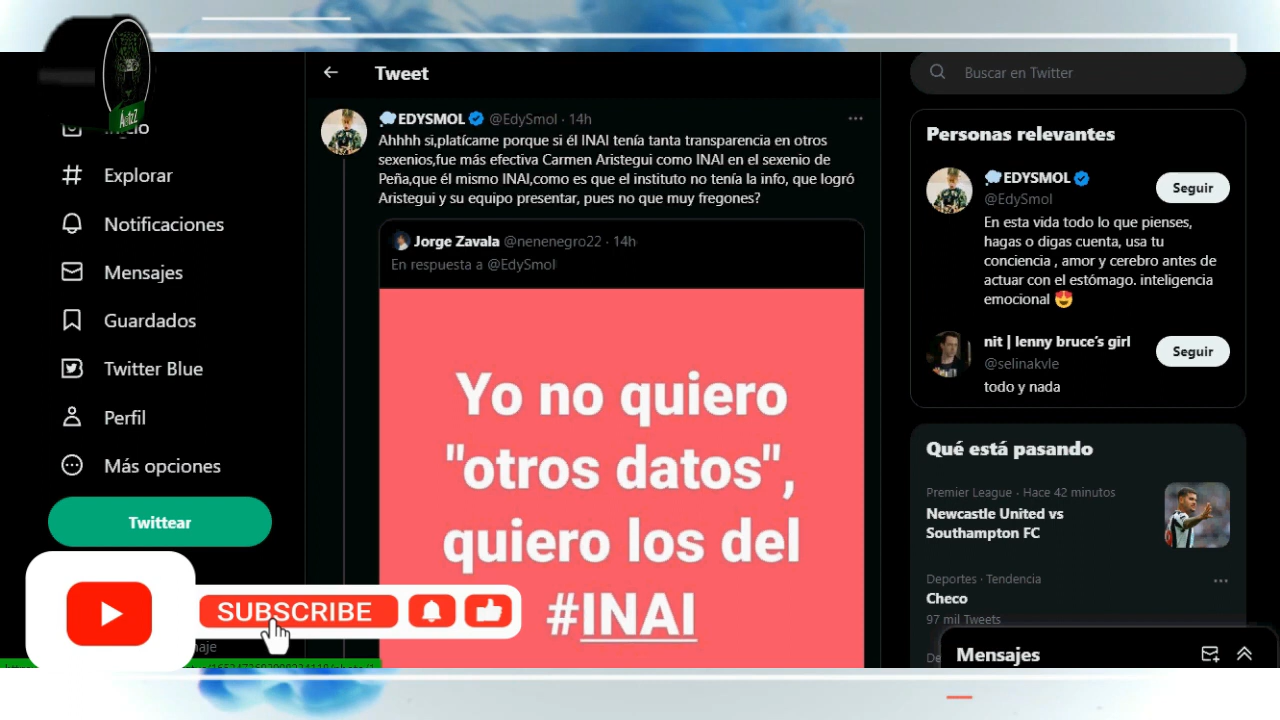 AutoZ
Inicio
Explorar
Notificaciones
Mensajes
Guardados
Twitter Blue
Perfil
Más opciones
Twittear
SUBSCRIBE
Tweet
EDYSMOL @EdySmol · 14h
Ahhhh si,platícame porque si él INAI tenía tanta transparencia en otros
sexenios,fue más efectiva Carmen Aristegui como INAI en el sexenio de
Peña,que él mismo INAI,como es que el instituto no tenía la info, que logró
Aristegui y su equipo presentar, pues no que muy fregones?
Jorge Zavala @nenenegro22 · 14h
En respuesta a @EdySmol
Yo no quiero
"otros datos",
quiero los del
#INAI
Buscar en Twitter
Personas relevantes
EDYSMOL
@EdySmol
Seguir
En esta vida todo lo que pienses,
hagas o digas cuenta, usa tu
conciencia , amor y cerebro antes de
actuar con el estómago. inteligencia
emocional
nit | lenny bruce's girl
@selinakvle
Seguir
todo y nada
Qué está pasando
Premier League · Hace 42 minutos
Newcastle United vs
Southampton FC
Deportes · Tendencia
Checo
97 mil Tweets
Mensajes